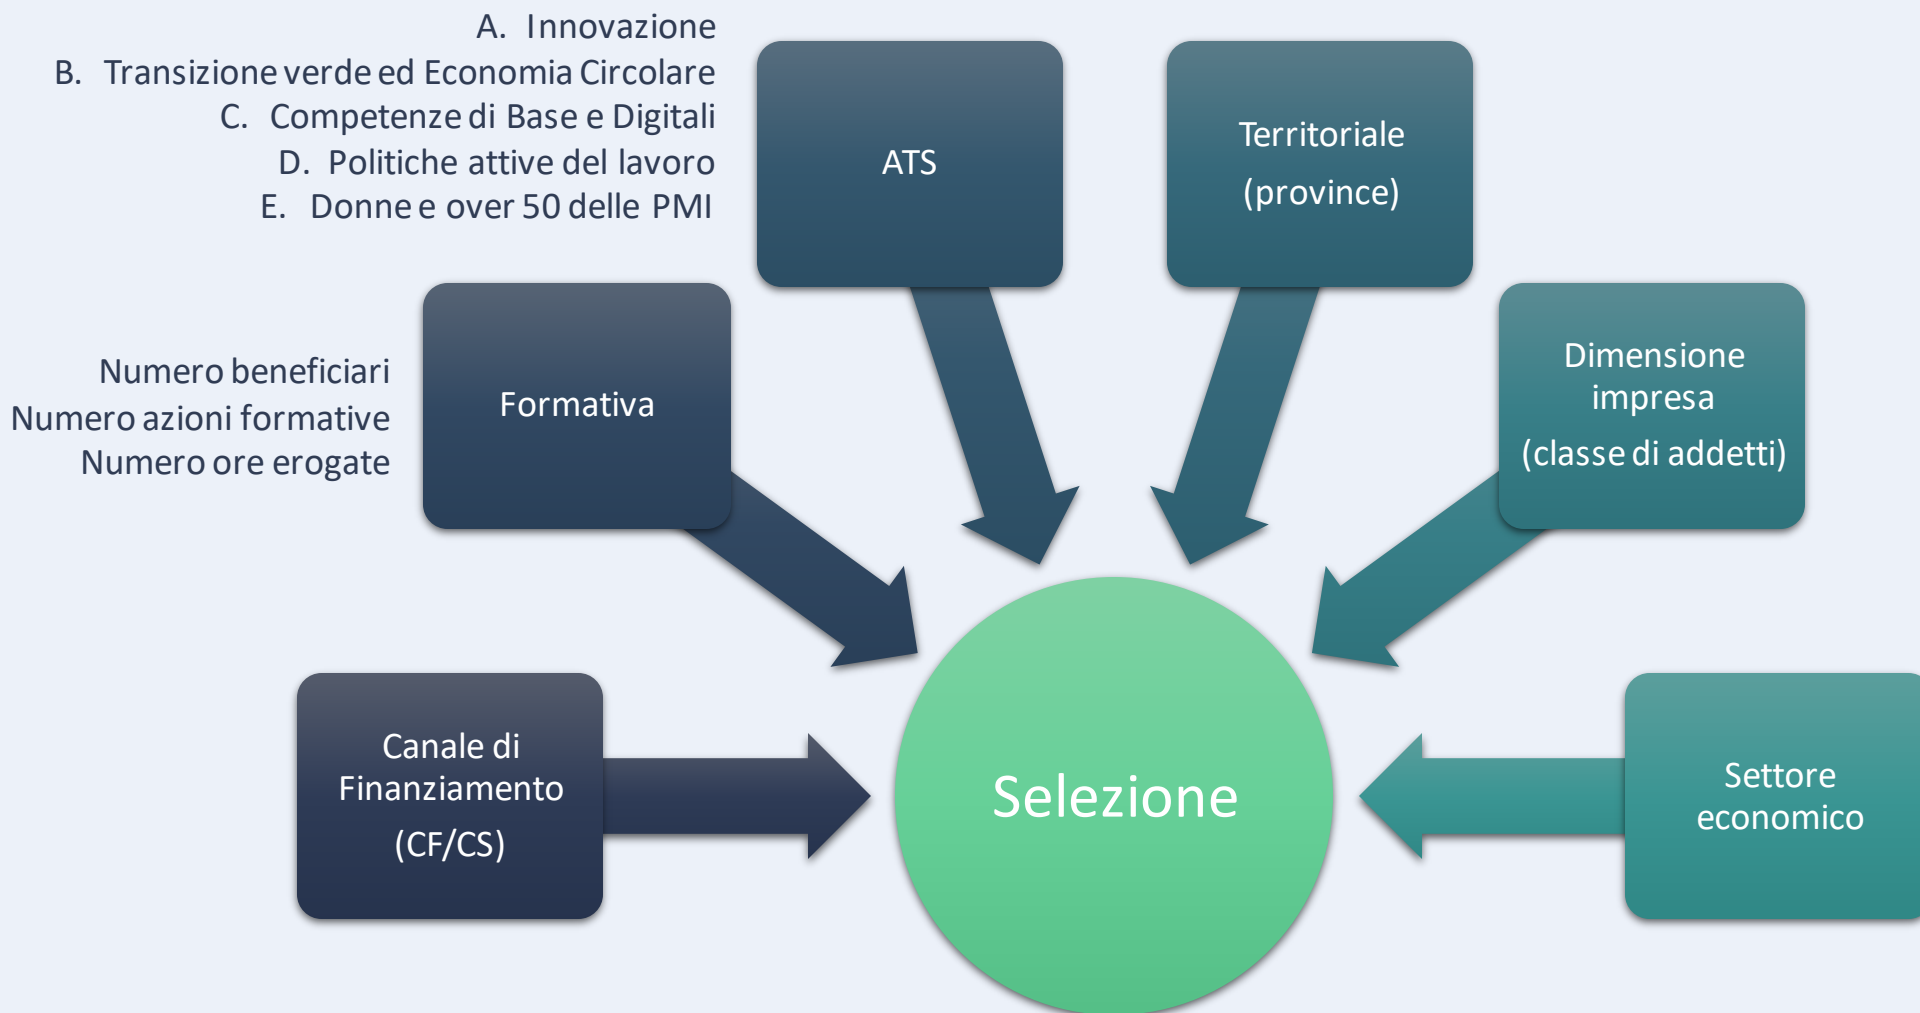 A. Innovazione
B. Transizione verde ed Economia Circolare
C. Competenze di Base e Digitali
D. Politiche attive del lavoro
E. Donne e over 50 delle PMI
ATS
Territoriale
(province)
Numero beneficiari
Numero azioni formative
Numero ore erogate
Formativa
Dimensione
impresa
(classe di addetti)
Canale di
Finanziamento
(CF/CS)
Selezione
Settore
economico